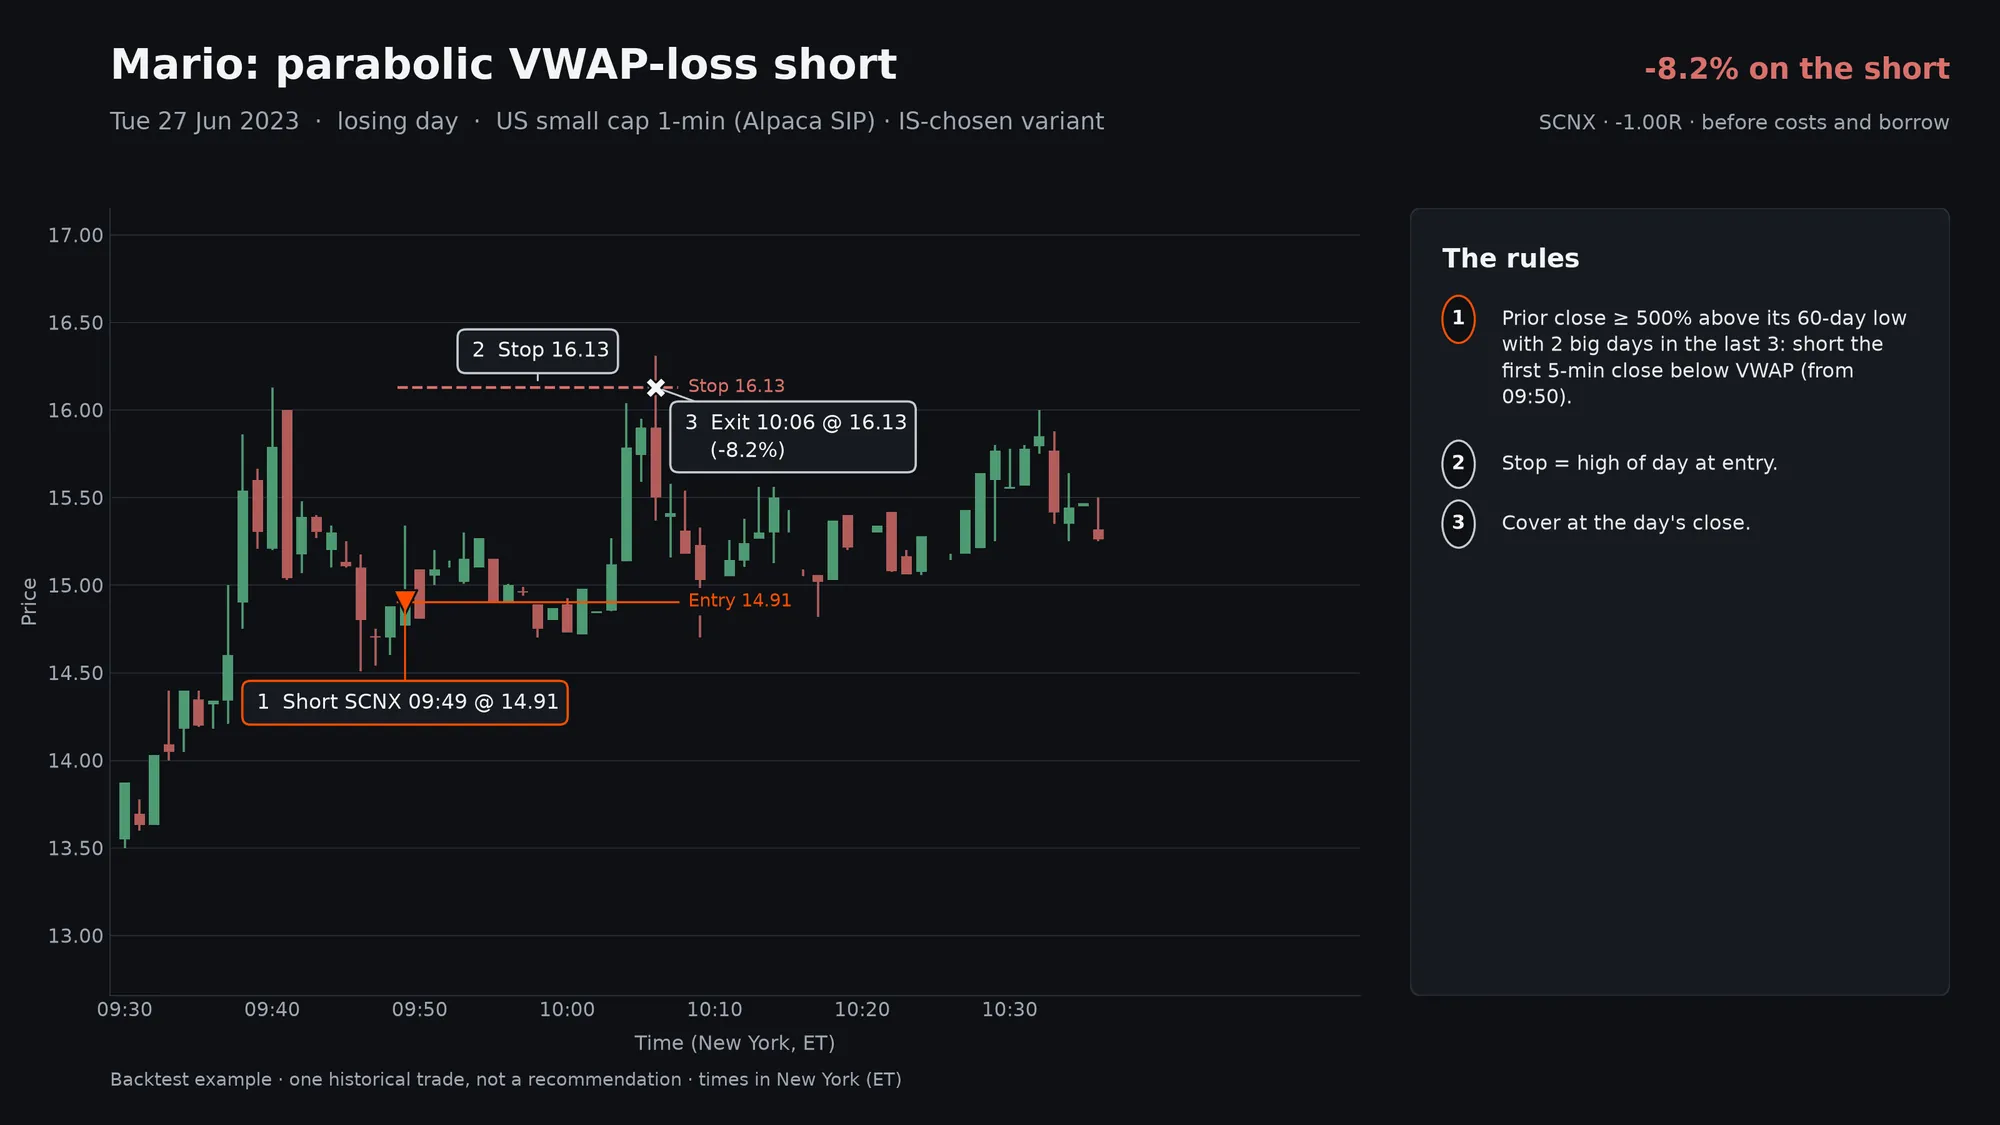 Mario: parabolic VWAP-loss short
-8.2% on the short
Tue 27 Jun 2023 · losing day · US small cap 1-min (Alpaca SIP) · IS-chosen variant
SCNX · -1.00R · before costs and borrow
17.00
16.50
16.00
15.50
15.00
14.50
14.00
13.50
13.00
Price
2 Stop 16.13
Stop 16.13
3 Exit 10:06 @ 16.13
(-8.2%)
Entry 14.91
1 Short SCNX 09:49 @ 14.91
09:30
09:40
09:50
10:00
10:10
10:20
10:30
Time (New York, ET)
The rules
1 Prior close ≥ 500% above its 60-day low
with 2 big days in the last 3: short the
first 5-min close below VWAP (from
09:50).
2 Stop = high of day at entry.
3 Cover at the day's close.
Backtest example · one historical trade, not a recommendation · times in New York (ET)